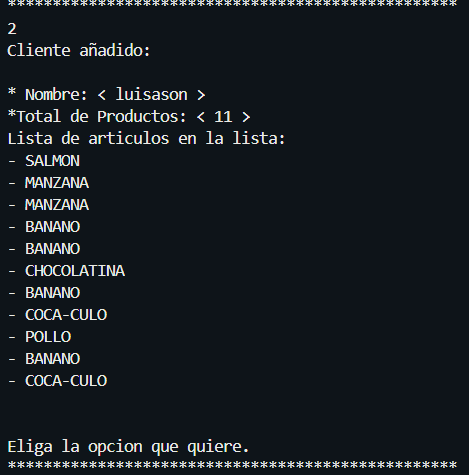 **************************************************
2
Cliente añadido:
* Nombre: < luisason >
*Total de Productos: < 11 >
Lista de articulos en la lista:
- SALMON
- MANZANA
- MANZANA
- BANANO
- BANANO
- CHOCOLATINA
- BANANO
- COCA-CULO
- POLLO
- BANANO
- COCA-CULO
Eliga la opcion que quiere.
**************************************************